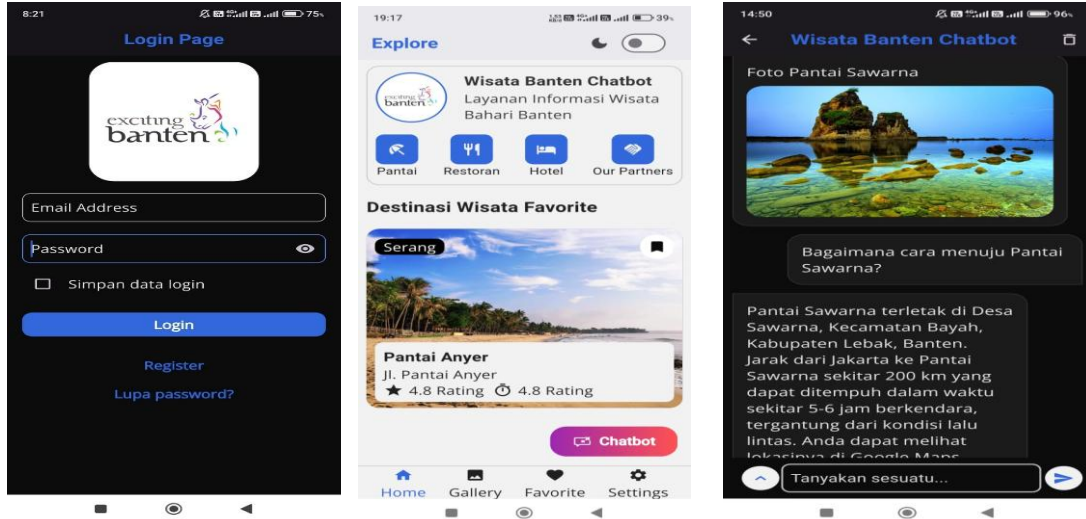 8:21
75%
Login Page
exciting
banten
Email Address
Password
Simpan data login
Login
Register
Lupa password?
19:17
39%
Explore
exciting
banten
Wisata Banten Chatbot
Layanan Informasi Wisata
Bahari Banten
Pantai Restoran Hotel Our Partners
Destinasi Wisata Favorite
Serang
Pantai Anyer
Jl. Pantai Anyer
4.8 Rating 4.8 Rating
Chatbot
Home Gallery Favorite Settings
14:50
96%
Wisata Banten Chatbot
Foto Pantai Sawarna
Bagaimana cara menuju Pantai
Sawarna?
Pantai Sawarna terletak di Desa
Sawarna, Kecamatan Bayah,
Kabupaten Lebak, Banten.
Jarak dari Jakarta ke Pantai
Sawarna sekitar 200 km yang
dapat ditempuh dalam waktu
sekitar 5-6 jam berkendara,
tergantung dari kondisi lalu
lintas. Anda dapat melihat
lokasinya di Google Maps
Tanyakan sesuatu...